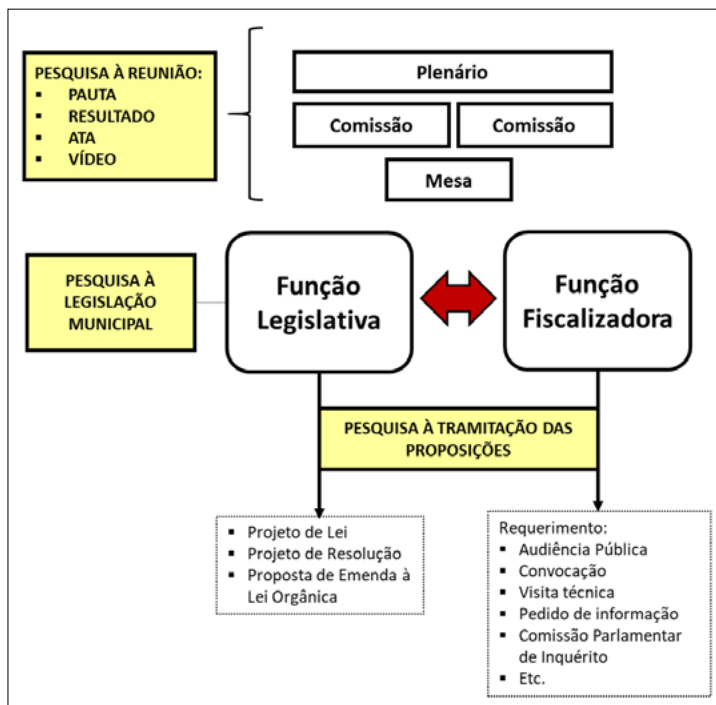 PESQUISA À REUNIÃO:
▪ PAUTA
▪ RESULTADO
▪ ATA
▪ VÍDEO
Plenário
Comissão
Comissão
Mesa
PESQUISA À
LEGISLAÇÃO
MUNICIPAL
Função
Legislativa
Função
Fiscalizadora
PESQUISA À TRAMITAÇÃO DAS
PROPOSIÇÕES
▪ Projeto de Lei
▪ Projeto de Resolução
▪ Proposta de Emenda à
Lei Orgânica
Requerimento:
▪ Audiência Pública
▪ Convocação
▪ Visita técnica
▪ Pedido de informação
▪ Comissão Parlamentar
de Inquérito
▪ Etc.